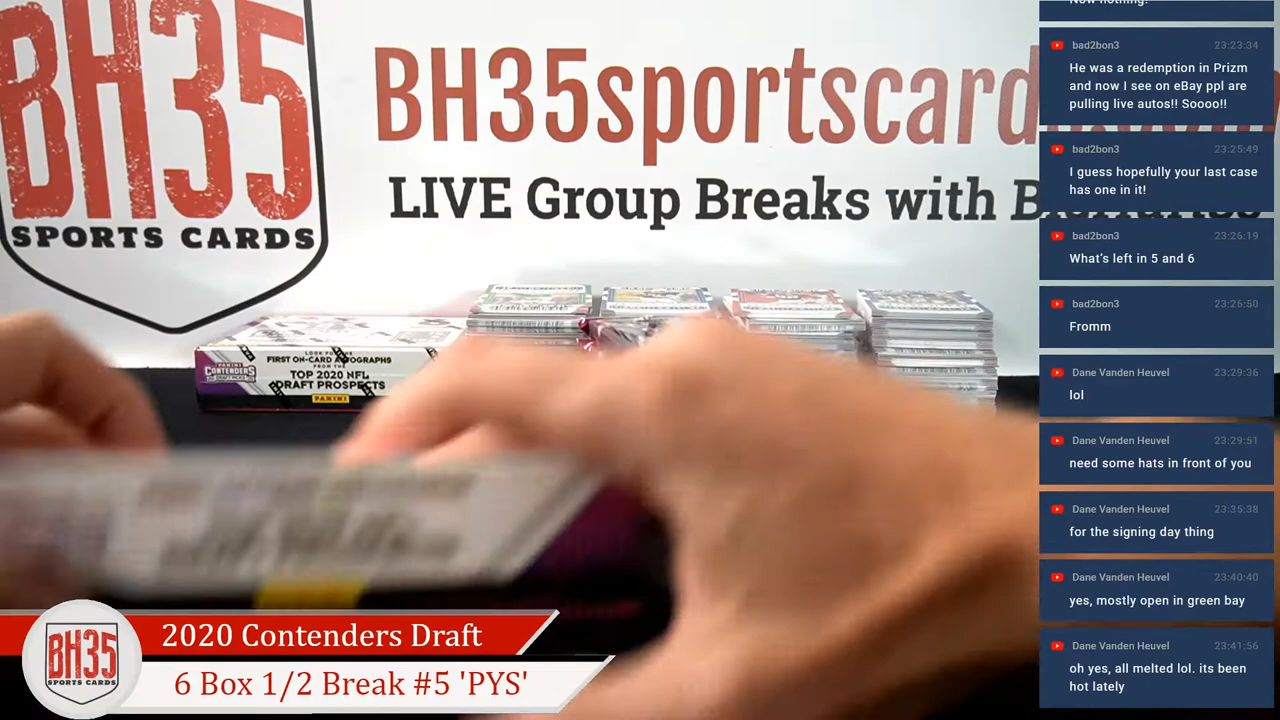 BH35
SPORTS CARDS
BH35sportscard
LIVE Group Breaks with
LOOK FOR
FIRST ON-CARD AUTOGRAPHS
FROM THE
TOP 2020 NFL
DRAFT PROSPECTS
PANINI
PANINI
CONTENDERS
DRAFT PICKS
BH35
SPORTS CARDS
2020 Contenders Draft
6 Box 1/2 Break #5 'PYS'
Now nothing!
bad2bon3 23:23:34
He was a redemption in Prizm
and now I see on eBay ppl are
pulling live autos!! Soooo!!
bad2bon3 23:25:49
I guess hopefully your last case
has one in it!
bad2bon3 23:26:19
What's left in 5 and 6
bad2bon3 23:26:50
Fromm
Dane Vanden Heuvel 23:29:36
lol
Dane Vanden Heuvel 23:29:51
need some hats in front of you
Dane Vanden Heuvel 23:35:38
for the signing day thing
Dane Vanden Heuvel 23:40:40
yes, mostly open in green bay
Dane Vanden Heuvel 23:41:56
oh yes, all melted lol. its been
hot lately